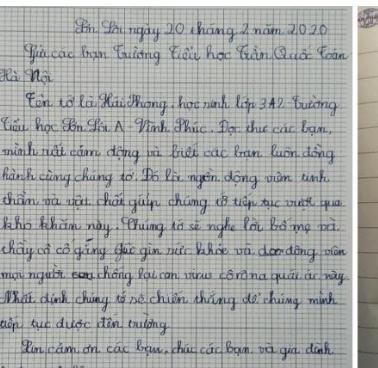 Sơn Lôi ngày 20 tháng 2 năm 2020
Gửi các bạn Trường Tiểu học Trần Quốc Toản
Hà Nội
Tên tớ là Hải Phong, học sinh lớp 3A2 Trường
Tiểu học Sơn Lôi A Vĩnh Phúc. Đọc thư các bạn,
mình rất cảm động và biết các bạn luôn đồng
hành cùng chúng tớ. Đó là nguồn động viên tinh
thần và vật chất giúp chúng tớ tiếp tục vượt qua
khó khăn này. Chúng tớ sẽ nghe lời bố mẹ và
thầy cô cố gắng giữ gìn sức khỏe và động viên
mọi người chống lại con virus côrôna quái ác này
Nhất định chúng tớ sẽ chiến thắng để chúng mình
tiếp tục được đến trường.
Xin cảm ơn các bạn, chúc các bạn và gia đình